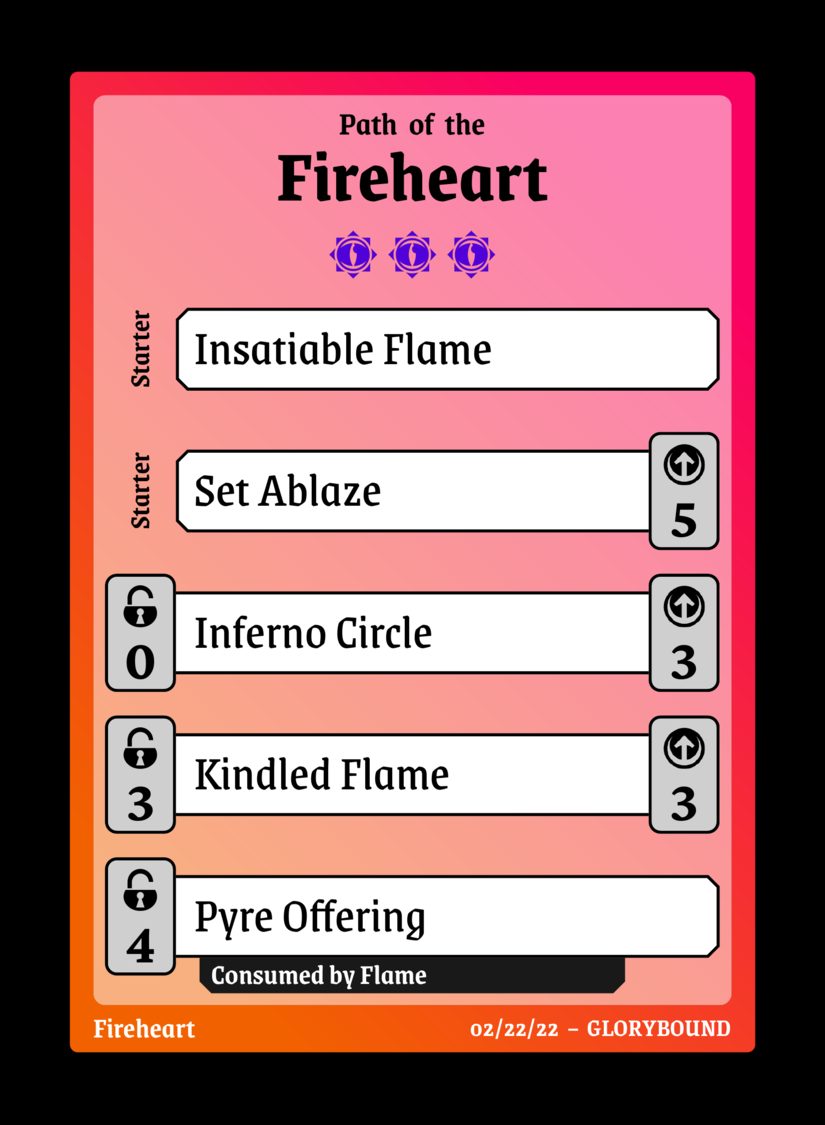 Path of the
Fireheart
Starter
Insatiable Flame
Starter
Set Ablaze
5
0
Inferno Circle
3
3
Kindled Flame
3
4
Pyre Offering
Consumed by Flame
Fireheart
02/22/22 – GLORYBOUND